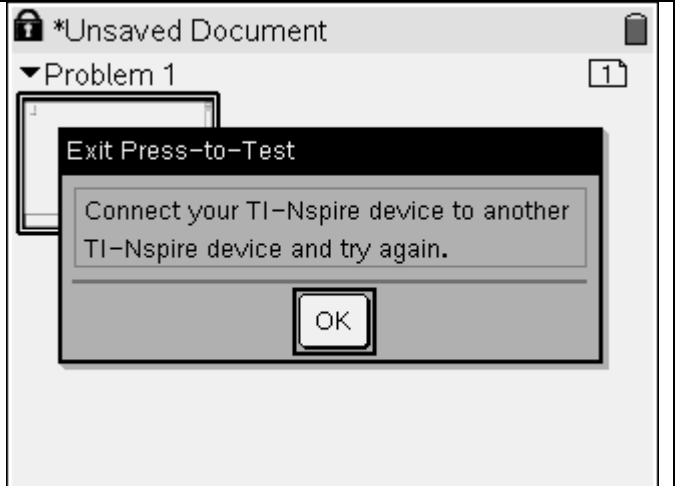 *Unsaved Document
Problem 1
1
Exit Press-to-Test
Connect your TI-Nspire device to another
TI-Nspire device and try again.
OK